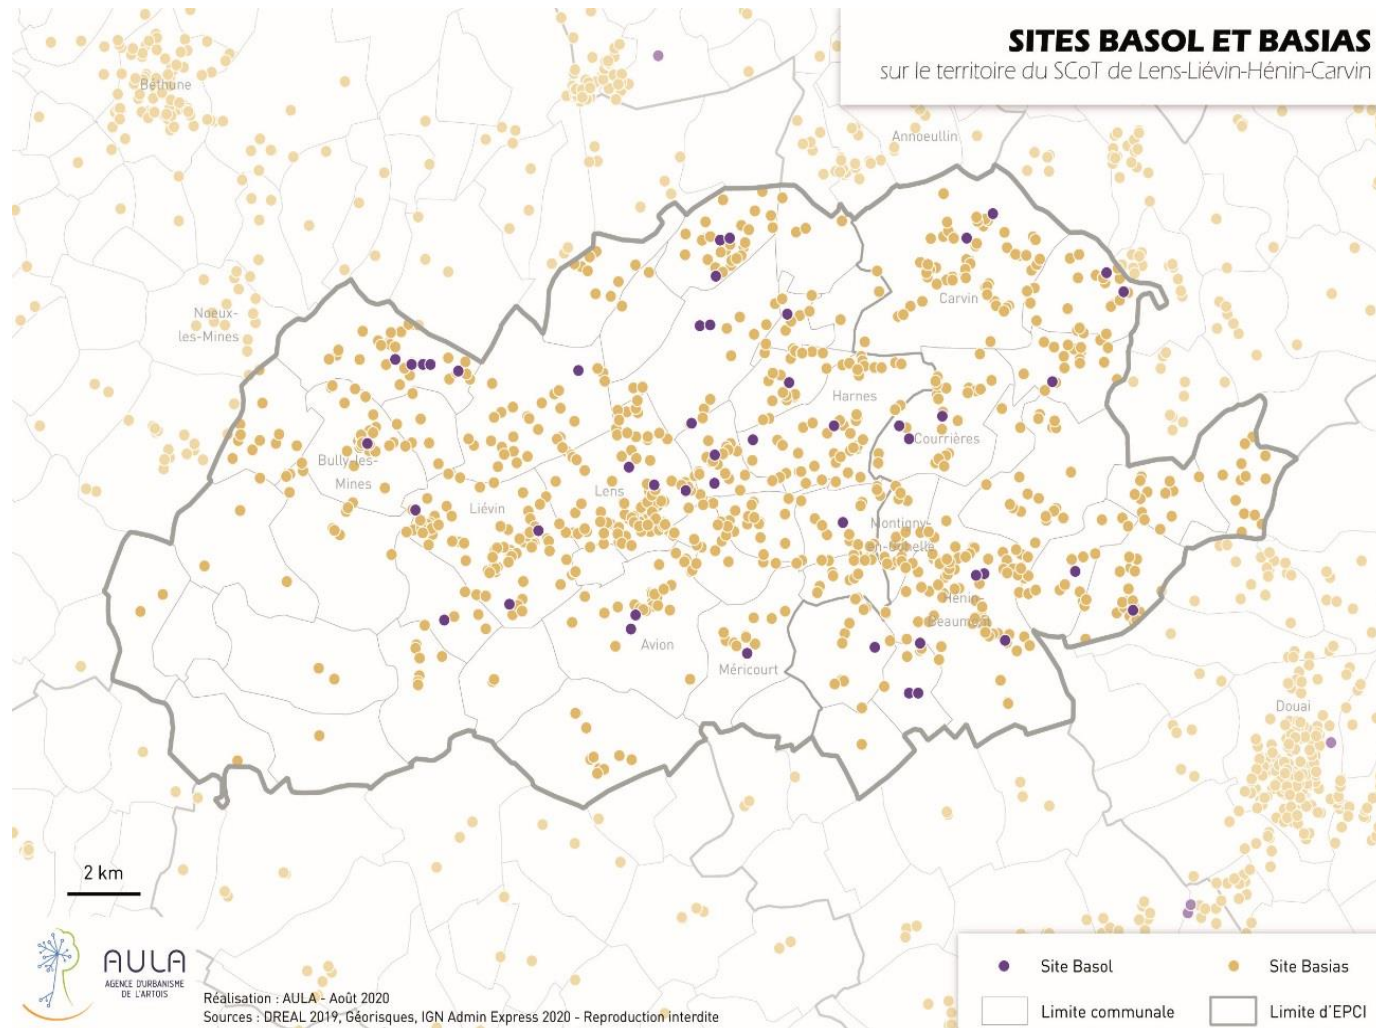 SITES BASOL ET BASIAS
sur le territoire du SCoT de Lens-Liévin-Hénin-Carvin
Béthune
Annoeullin
Noeux-
les-Mines
Carvin
Harnes
Courrières
Bully-les-
Mines
Liévin
Lens
Montigny-
en-Gohelle
Hénin-
Beaumont
Avion
Méricourt
Douai
2 km
AULA
AGENCE D'URBANISME
DE L'ARTOIS
Réalisation : AULA - Août 2020
Sources : DREAL 2019, Géorisques, IGN Admin Express 2020 - Reproduction interdite
Site Basol
Site Basias
Limite communale
Limite d'EPCI